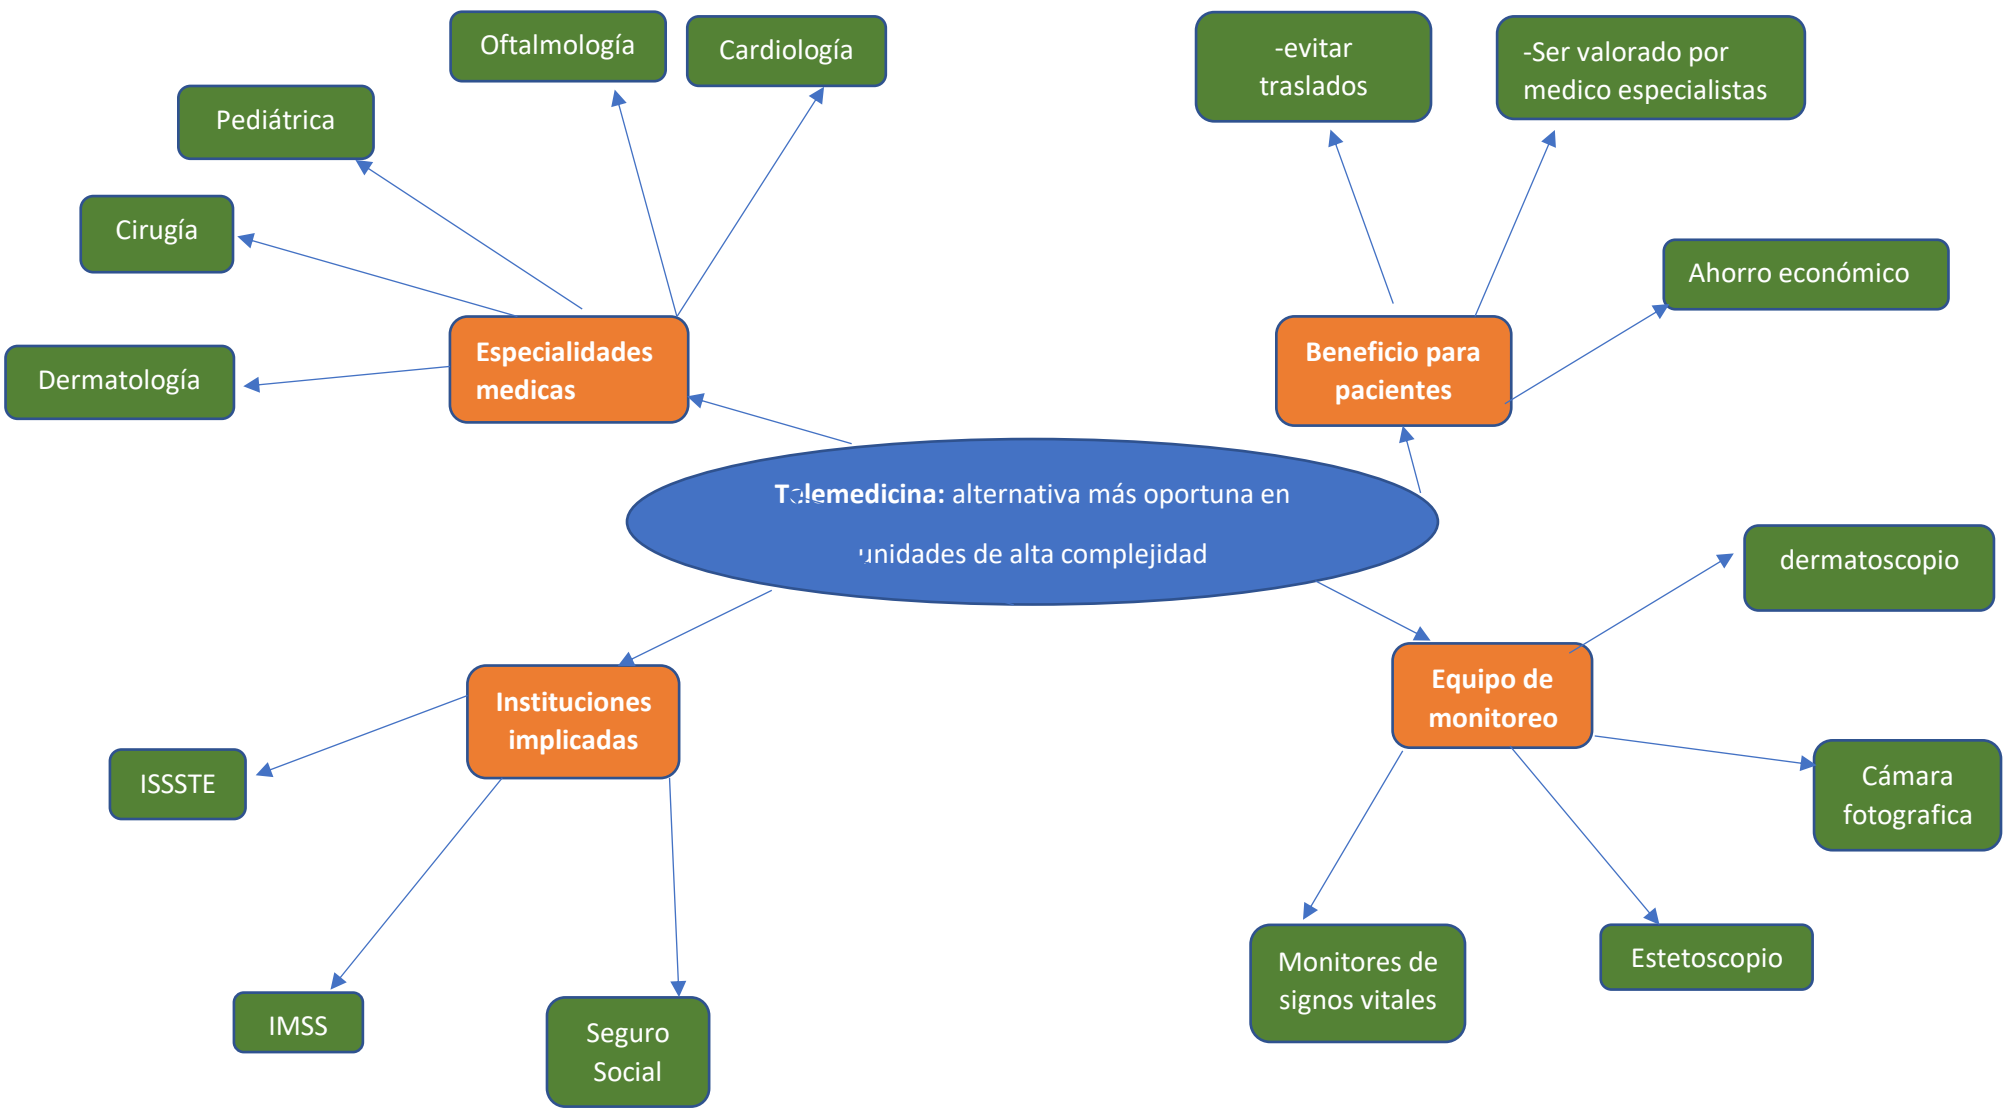 Oftalmología
Cardiología
Pediátrica
Cirugía
Dermatología
Especialidades
medicas
-evitar
traslados
-Ser valorado por
medico especialistas
Ahorro económico
Beneficio para
pacientes
Telemedicina: alternativa más oportuna en
unidades de alta complejidad
Instituciones
implicadas
ISSSTE
IMSS
Seguro
Social
Equipo de
monitoreo
dermatoscopio
Cámara
fotografica
Estetoscopio
Monitores de
signos vitales